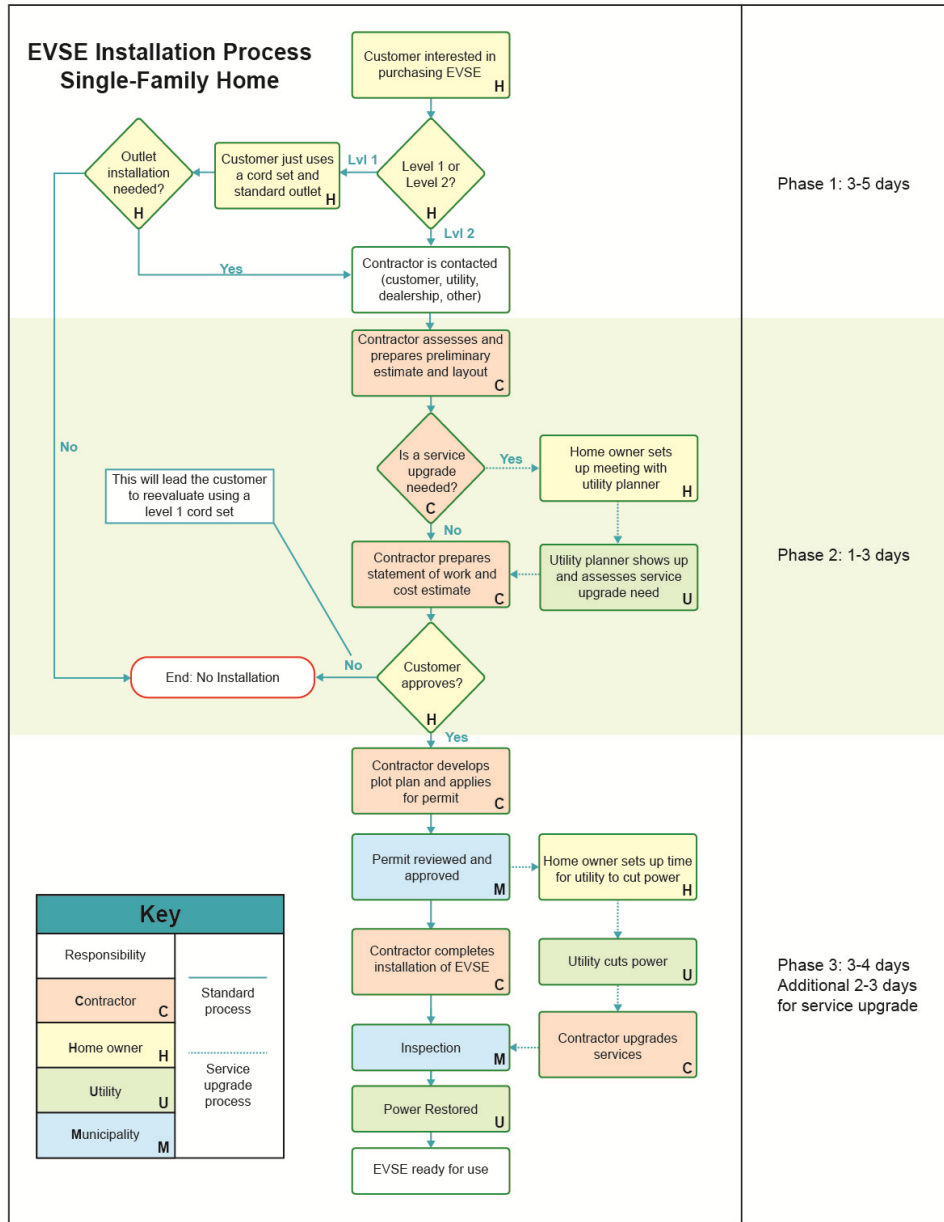 EVSE Installation Process
Single-Family Home
Customer interested in
purchasing EVSE
H
Level 1 or
Level 2?
H
Lvl 1
Customer just uses
a cord set and
standard outlet
H
Outlet
installation
needed?
H
Lvl 2
Yes
Contractor is contacted
(customer, utility,
dealership, other)
Phase 1: 3-5 days
Contractor assesses and
prepares preliminary
estimate and layout
C
No
Is a service
upgrade
needed?
C
Yes
Home owner sets
up meeting with
utility planner
H
This will lead the customer
to reevaluate using a
level 1 cord set
No
Contractor prepares
statement of work and
cost estimate
C
Utility planner shows up
and assesses service
upgrade need
U
Phase 2: 1-3 days
Customer
approves?
H
No
End: No Installation
Yes
Contractor develops
plot plan and applies
for permit
C
Permit reviewed and
approved
M
Home owner sets up time
for utility to cut power
H
Contractor completes
installation of EVSE
C
Utility cuts power
U
Phase 3: 3-4 days
Additional 2-3 days
for service upgrade
Inspection
M
Contractor upgrades
services
C
Power Restored
U
EVSE ready for use
Key
Responsibility
Contractor
C
Home owner
H
Utility
U
Municipality
M
Standard
process
Service
upgrade
process